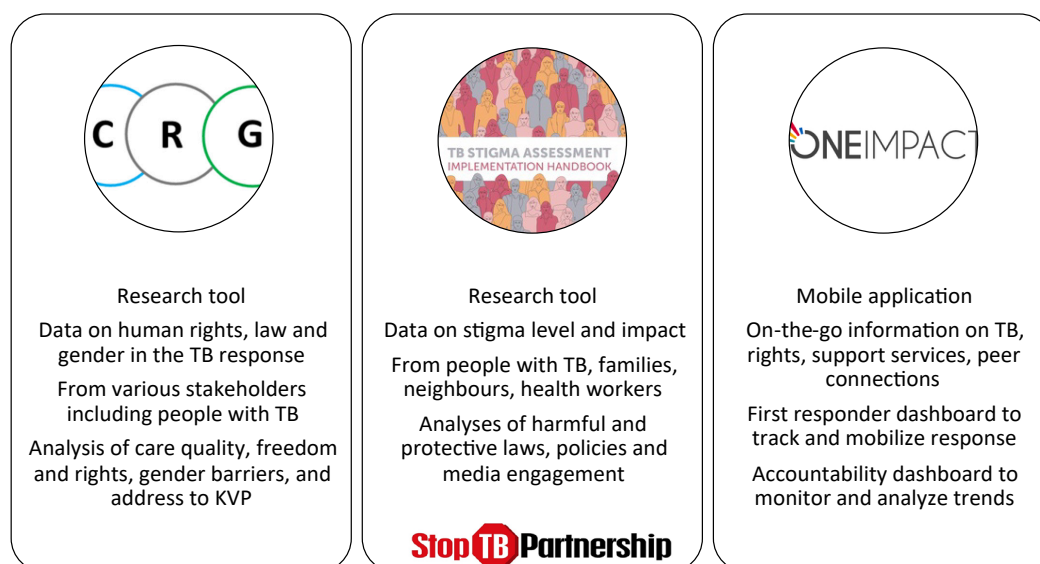 C R G
Research tool
Data on human rights, law and
gender in the TB response
From various stakeholders
including people with TB
Analysis of care quality, freedom
and rights, gender barriers, and
address to KVP
TB STIGMA ASSESSMENT
IMPLEMENTATION HANDBOOK
Research tool
Data on stigma level and impact
From people with TB, families,
neighbours, health workers
Analyses of harmful and
protective laws, policies and
media engagement
Stop TB Partnership
ONEIMPACT
Mobile application
On-the-go information on TB,
rights, support services, peer
connections
First responder dashboard to
track and mobilize response
Accountability dashboard to
monitor and analyze trends